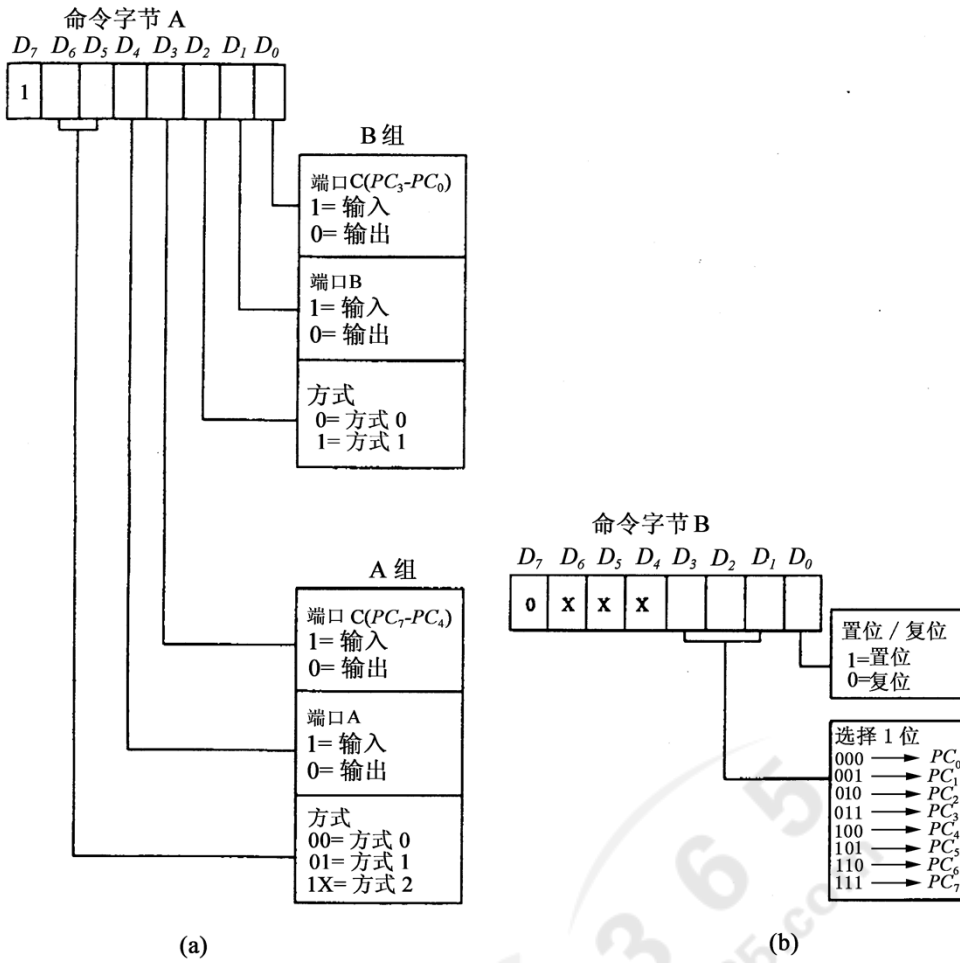 命令字节 A
D₇ D₆ D₅ D₄ D₃ D₂ D₁ D₀
1
B 组
端口C(PC₃-PC₀)
1= 输入
0= 输出
端口B
1= 输入
0= 输出
方式
0= 方式 0
1= 方式 1
A 组
端口 C(PC₇-PC₄)
1= 输入
0= 输出
端口A
1= 输入
0= 输出
方式
00= 方式 0
01= 方式 1
1X= 方式 2
(a)
命令字节 B
D₇ D₆ D₅ D₄ D₃ D₂ D₁ D₀
0 X X X
置位 / 复位
1=置位
0=复位
选择 1 位
000 → PC₀
001 → PC₁
010 → PC₂
011 → PC₃
100 → PC₄
101 → PC₅
110 → PC₆
111 → PC₇
(b)
365